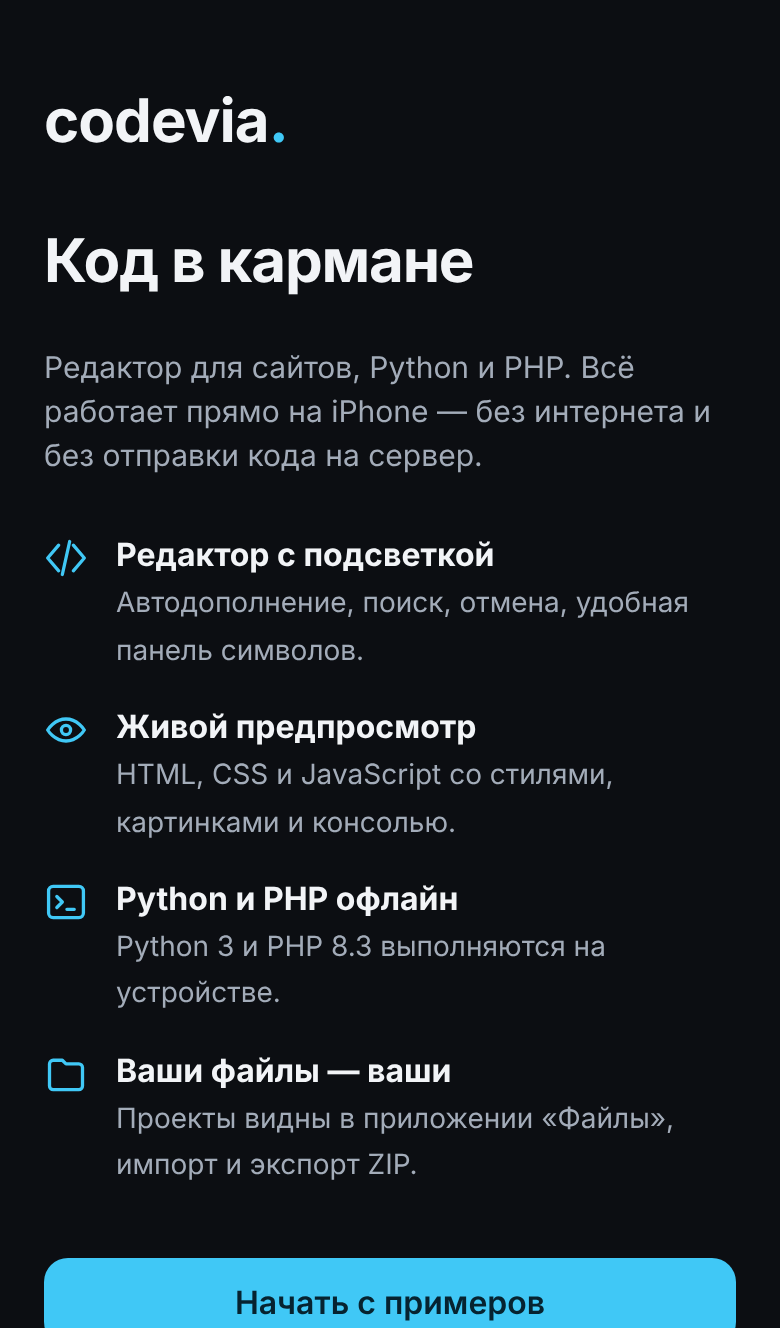 codevia.
Код в кармане
Редактор для сайтов, Python и PHP. Всё
работает прямо на iPhone — без интернета и
без отправки кода на сервер.
Редактор с подсветкой
Автодополнение, поиск, отмена, удобная
панель символов.
Живой предпросмотр
HTML, CSS и JavaScript со стилями,
картинками и консолью.
Python и PHP офлайн
Python 3 и PHP 8.3 выполняются на
устройстве.
Ваши файлы — ваши
Проекты видны в приложении «Файлы»,
импорт и экспорт ZIP.
Начать с примеров